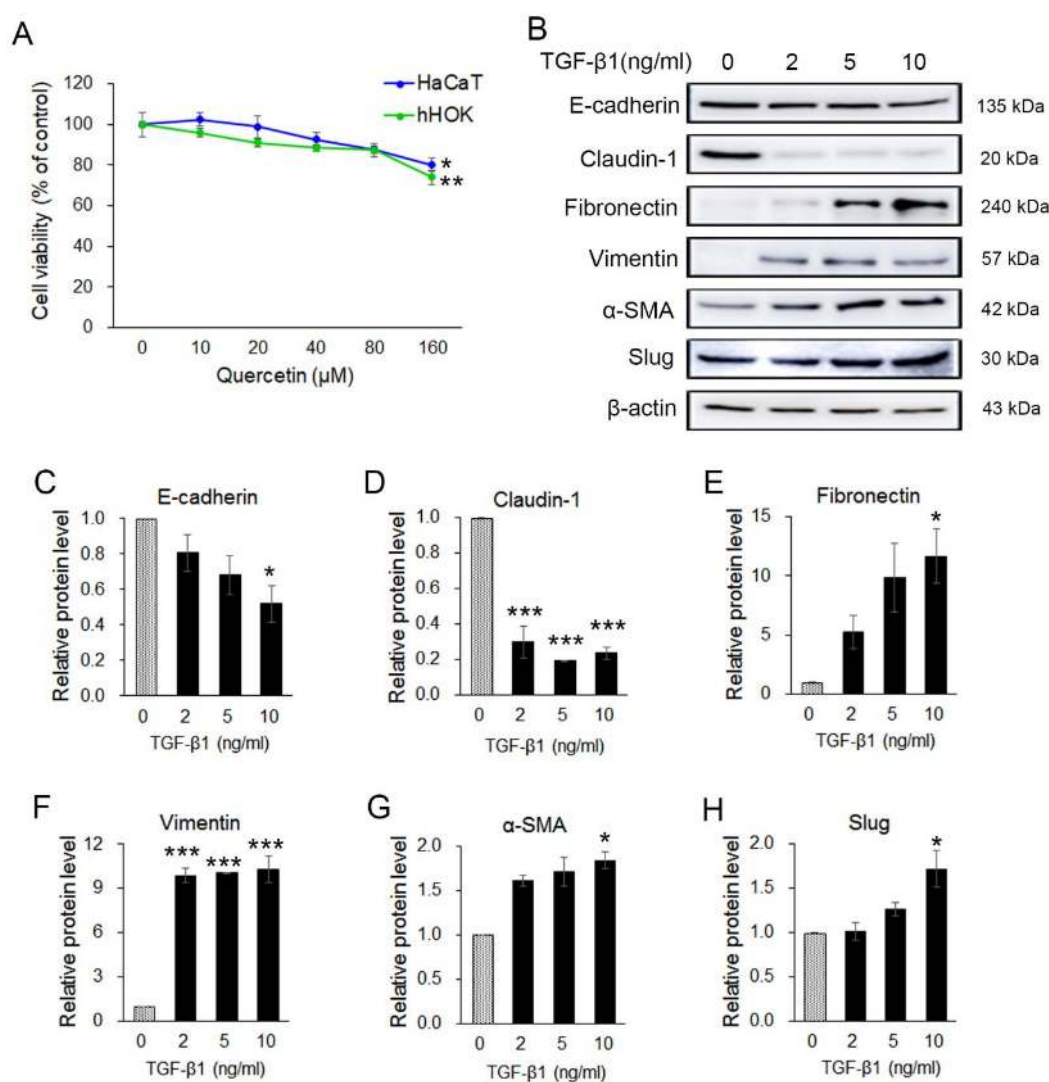 A
HaCaT
hHOK
Cell viability (% of control)
120
100
80
60
40
20
0
*
**
0 10 20 40 80 160
Quercetin (μM)
B
TGF-β1(ng/ml) 0 2 5 10
E-cadherin 135 kDa
Claudin-1 20 kDa
Fibronectin 240 kDa
Vimentin 57 kDa
α-SMA 42 kDa
Slug 30 kDa
β-actin 43 kDa
C
E-cadherin
Relative protein level
1.0
0.8
0.6
0.4
0.2
0.0
*
0 2 5 10
TGF-β1 (ng/ml)
D
Claudin-1
Relative protein level
1.0
0.8
0.6
0.4
0.2
0.0
*** *** ***
0 2 5 10
TGF-β1 (ng/ml)
E
Fibronectin
Relative protein level
15
10
5
0
*
0 2 5 10
TGF-β1 (ng/ml)
F
Vimentin
Relative protein level
12
9
6
3
0
*** *** ***
0 2 5 10
TGF-β1 (ng/ml)
G
α-SMA
Relative protein level
2.0
1.5
1.0
0.5
0.0
*
0 2 5 10
TGF-β1 (ng/ml)
H
Slug
Relative protein level
2.0
1.5
1.0
0.5
0.0
*
0 2 5 10
TGF-β1 (ng/ml)